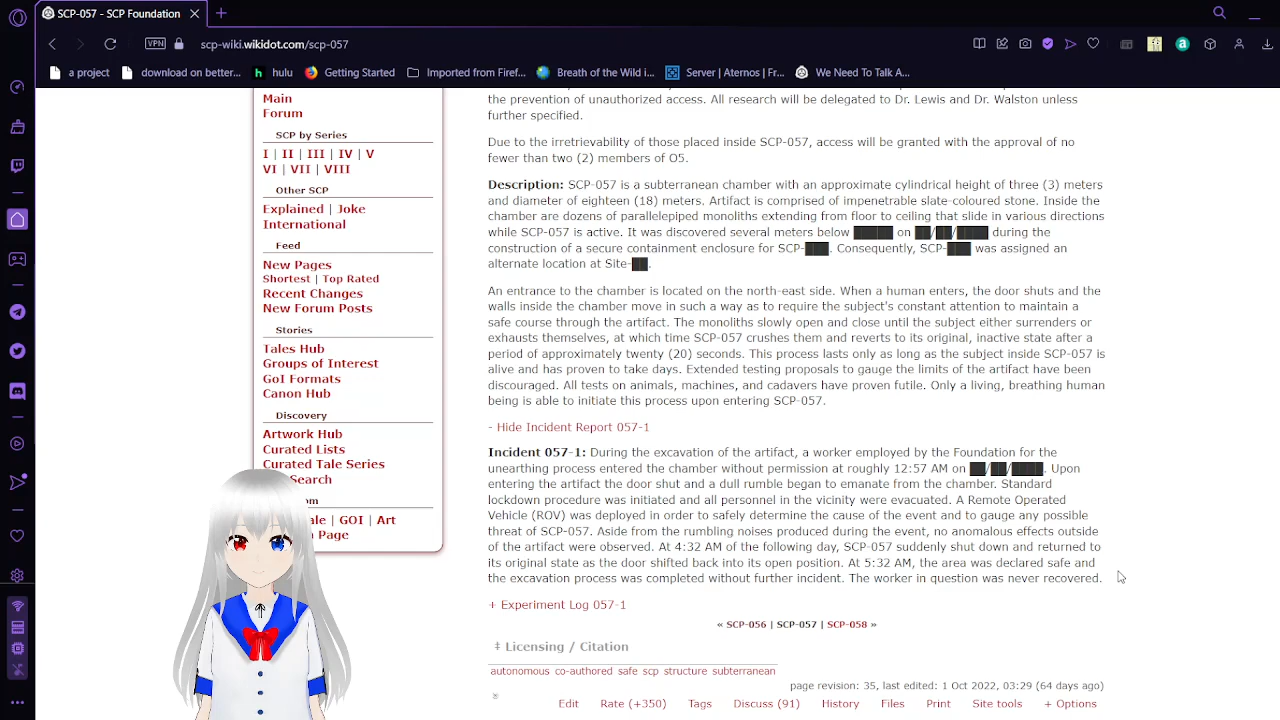 SCP-057 - SCP Foundation
VPN
scp-wiki.wikidot.com/scp-057
a project
download on better...
hulu
Getting Started
Imported from Firef...
Breath of the Wild i...
Server | Aternos | Fr...
We Need To Talk A...
Main
Forum
SCP by Series
I | II | III | IV | V
VI | VII | VIII
Other SCP
Explained | Joke
International
Feed
New Pages
Shortest | Top Rated
Recent Changes
New Forum Posts
Stories
Tales Hub
Groups of Interest
GoI Formats
Canon Hub
Discovery
Artwork Hub
Curated Lists
Curated Tale Series
Search
GOI | Art
Page
the prevention of unauthorized access. All research will be delegated to Dr. Lewis and Dr. Walston unless
further specified.
Due to the irretrievability of those placed inside SCP-057, access will be granted with the approval of no
fewer than two (2) members of O5.
Description: SCP-057 is a subterranean chamber with an approximate cylindrical height of three (3) meters
and diameter of eighteen (18) meters. Artifact is comprised of impenetrable slate-coloured stone. Inside the
chamber are dozens of parallelepiped monoliths extending from floor to ceiling that slide in various directions
while SCP-057 is active. It was discovered several meters below █████ on ██/██/████ during the
construction of a secure containment enclosure for SCP-███. Consequently, SCP-███ was assigned an
alternate location at Site-██.
An entrance to the chamber is located on the north-east side. When a human enters, the door shuts and the
walls inside the chamber move in such a way as to require the subject's constant attention to maintain a
safe course through the artifact. The monoliths slowly open and close until the subject either surrenders or
exhausts themselves, at which time SCP-057 crushes them and reverts to its original, inactive state after a
period of approximately twenty (20) seconds. This process lasts only as long as the subject inside SCP-057 is
alive and has proven to take days. Extended testing proposals to gauge the limits of the artifact have been
discouraged. All tests on animals, machines, and cadavers have proven futile. Only a living, breathing human
being is able to initiate this process upon entering SCP-057.
- Hide Incident Report 057-1
Incident 057-1: During the excavation of the artifact, a worker employed by the Foundation for the
unearthing process entered the chamber without permission at roughly 12:57 AM on ██/██/████. Upon
entering the artifact the door shut and a dull rumble began to emanate from the chamber. Standard
lockdown procedure was initiated and all personnel in the vicinity were evacuated. A Remote Operated
Vehicle (ROV) was deployed in order to safely determine the cause of the event and to gauge any possible
threat of SCP-057. Aside from the rumbling noises produced during the event, no anomalous effects outside
of the artifact were observed. At 4:32 AM of the following day, SCP-057 suddenly shut down and returned to
its original state as the door shifted back into its open position. At 5:32 AM, the area was declared safe and
the excavation process was completed without further incident. The worker in question was never recovered.
+ Experiment Log 057-1
« SCP-056 | SCP-057 | SCP-058 »
‡ Licensing / Citation
autonomous co-authored safe scp structure subterranean
page revision: 35, last edited: 1 Oct 2022, 03:29 (64 days ago)
Edit Rate (+350) Tags Discuss (91) History Files Print Site tools + Options